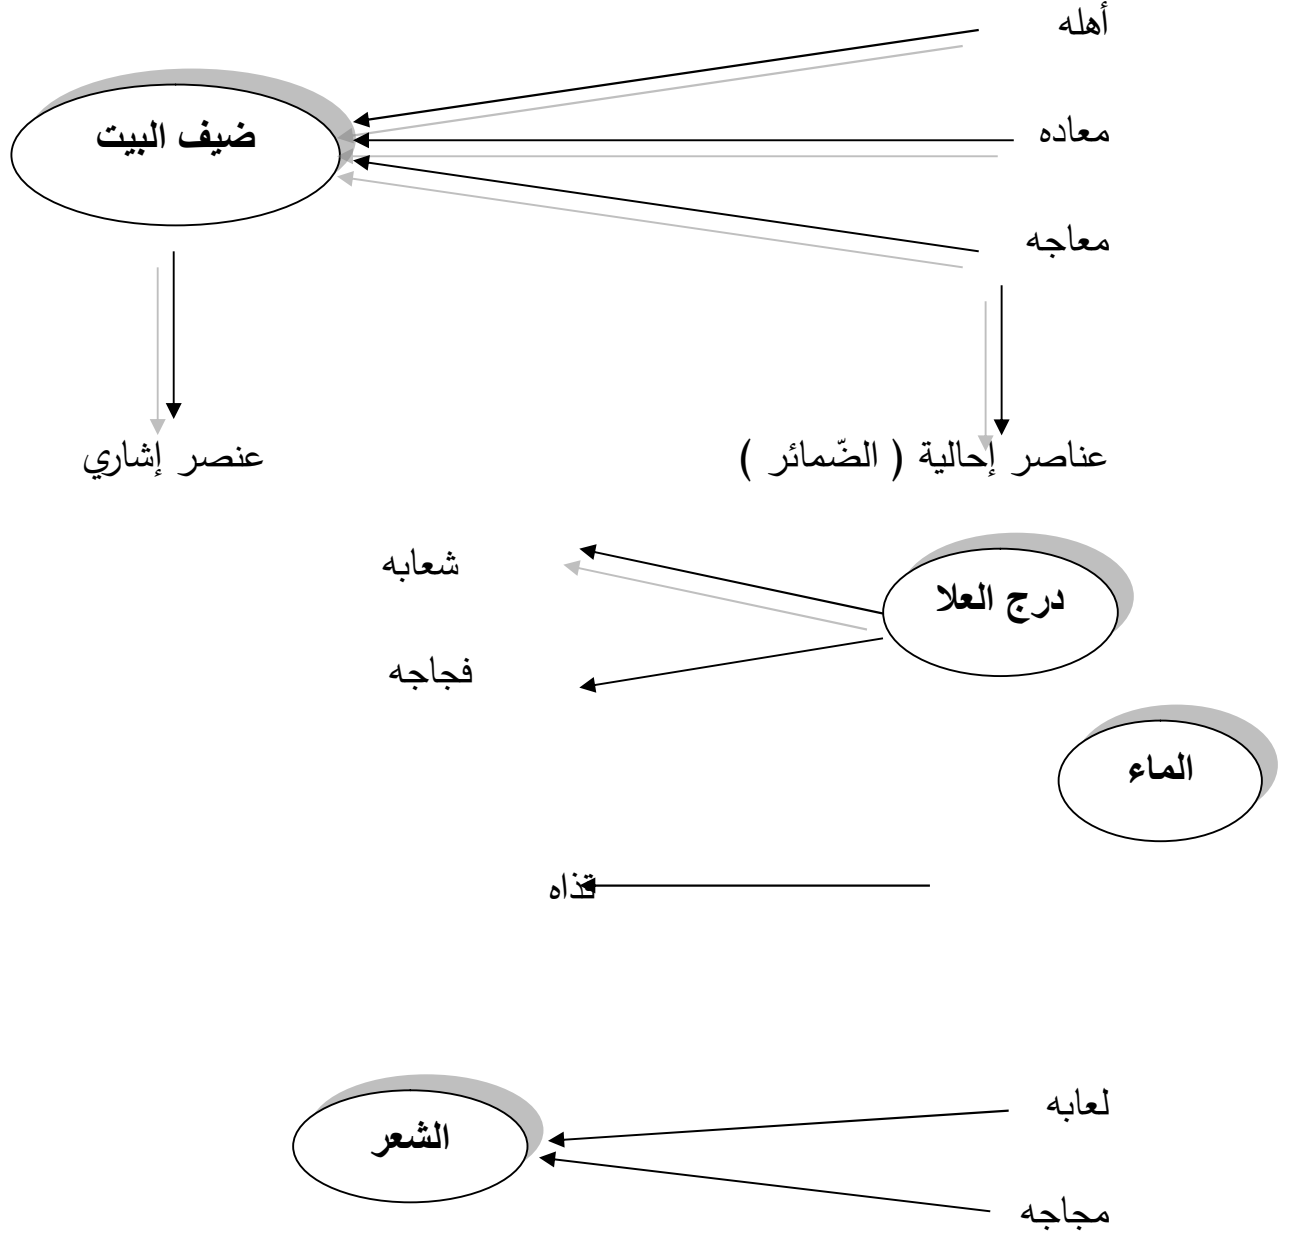 أهله
ضيف البيت
معاده
معاجه
عناصر إحالية ( الضّمائر )
عنصر إشاري
شعابه
درج العلا
فجاجه
الماء
قذاه
لعابه
الشعر
مجاجه